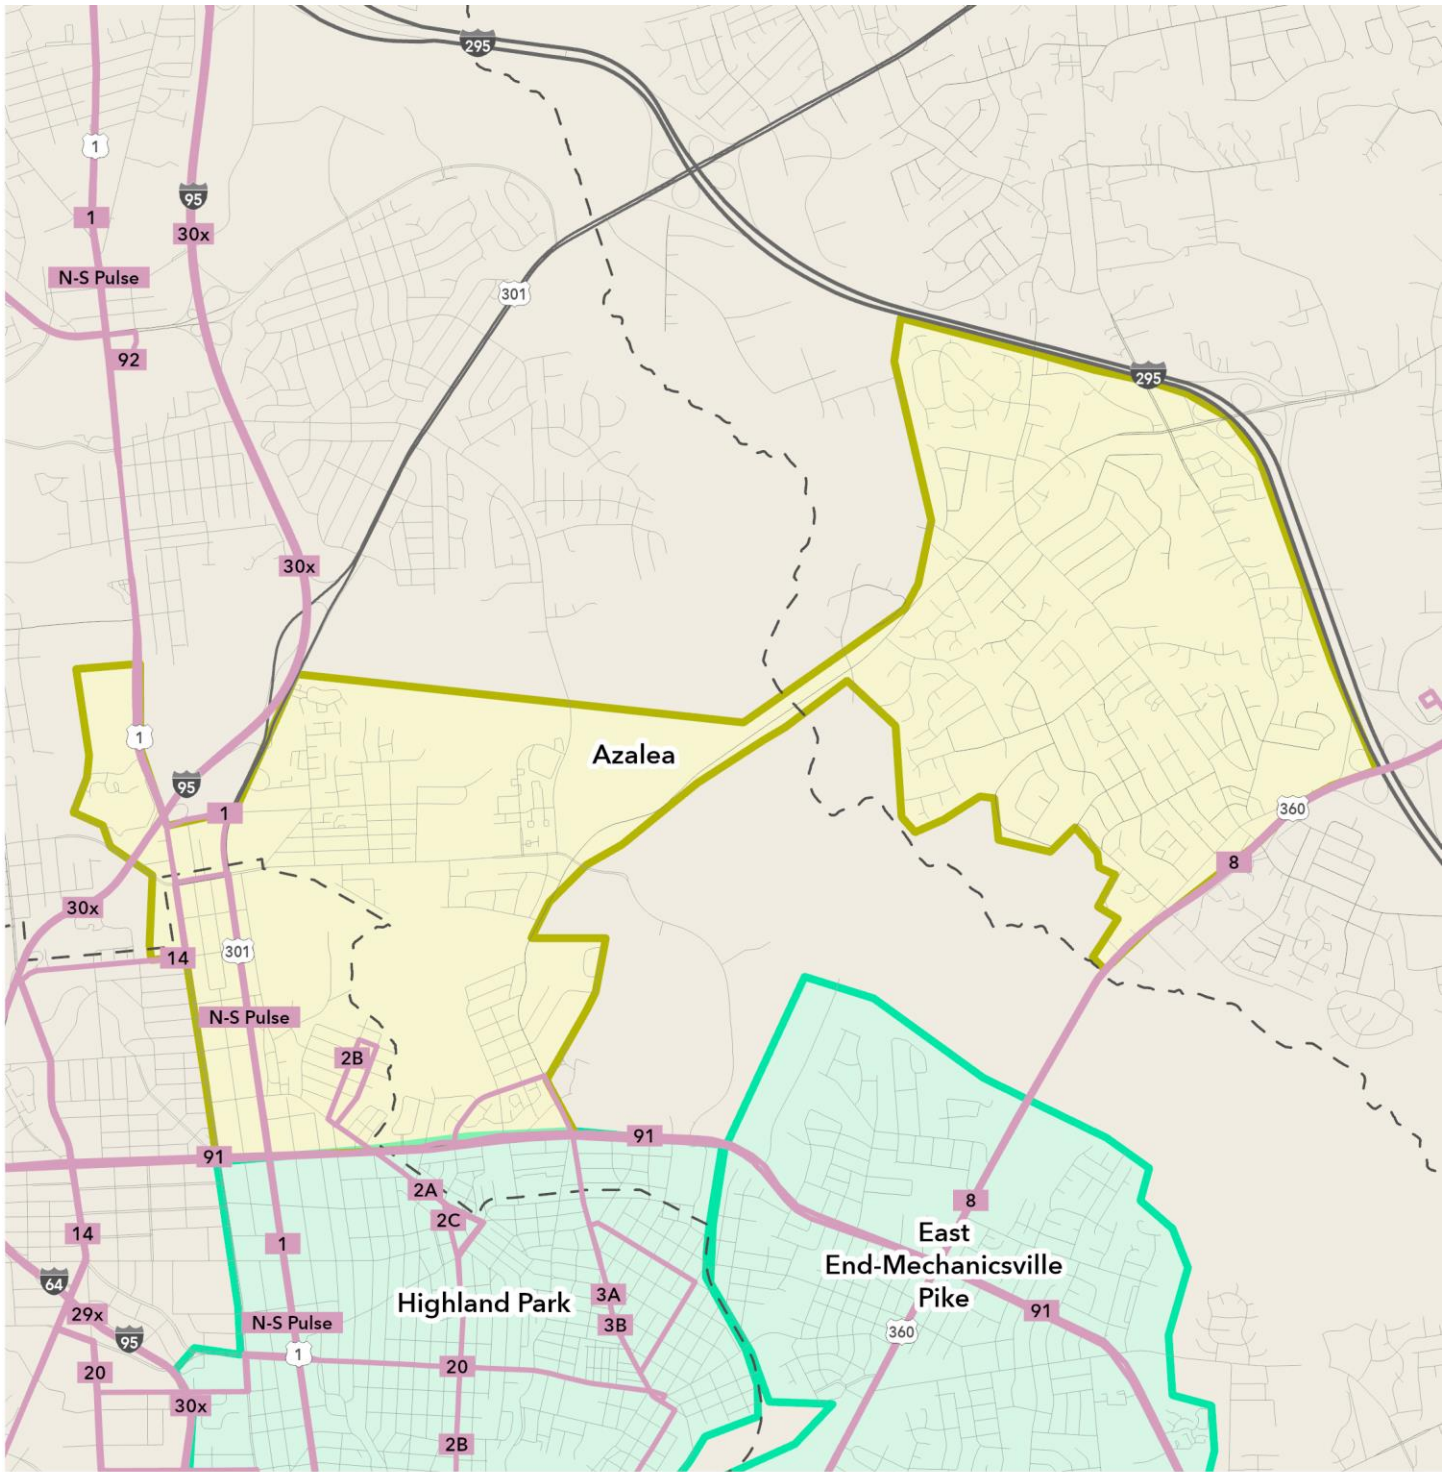 295
1
95
1
30x
N-S Pulse
301
92
295
30x
1
Azalea
95
1
360
8
30x
301
14
N-S Pulse
2B
91
91
2A
8
2C
14
1
East
End-Mechanicsville
Pike
64
3A
Highland Park
29x
91
N-S Pulse
3B
95
360
1
20
20
30x
2B